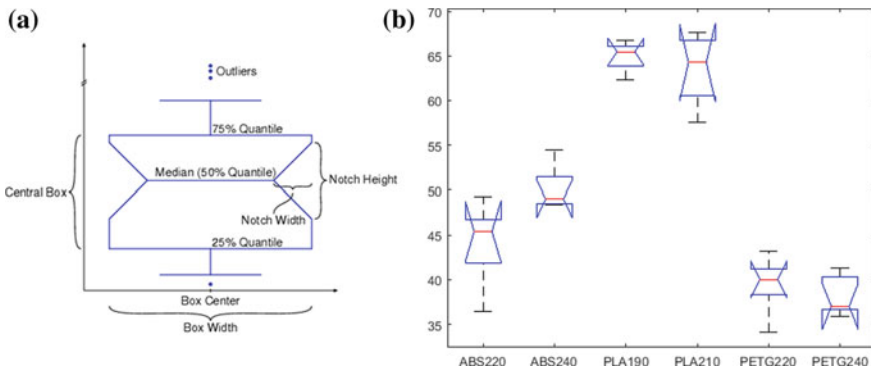 (a)
Outliers
75% Quantile
Median (50% Quantile)
Central Box
Notch Height
Notch Width
25% Quantile
Box Center
Box Width
(b)
70
65
60
55
50
45
40
35
ABS220 ABS240 PLA190 PLA210 PETG220 PETG240